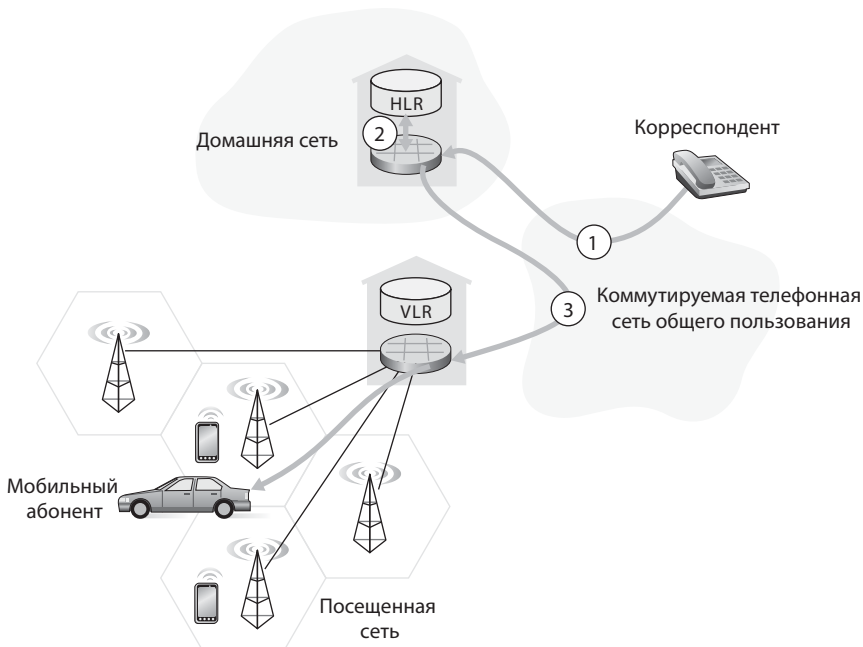 HLR
2
Домашняя сеть
Корреспондент
1
Коммутируемая телефонная
сеть общего пользования
3
VLR
Мобильный
абонент
Посещенная
сеть